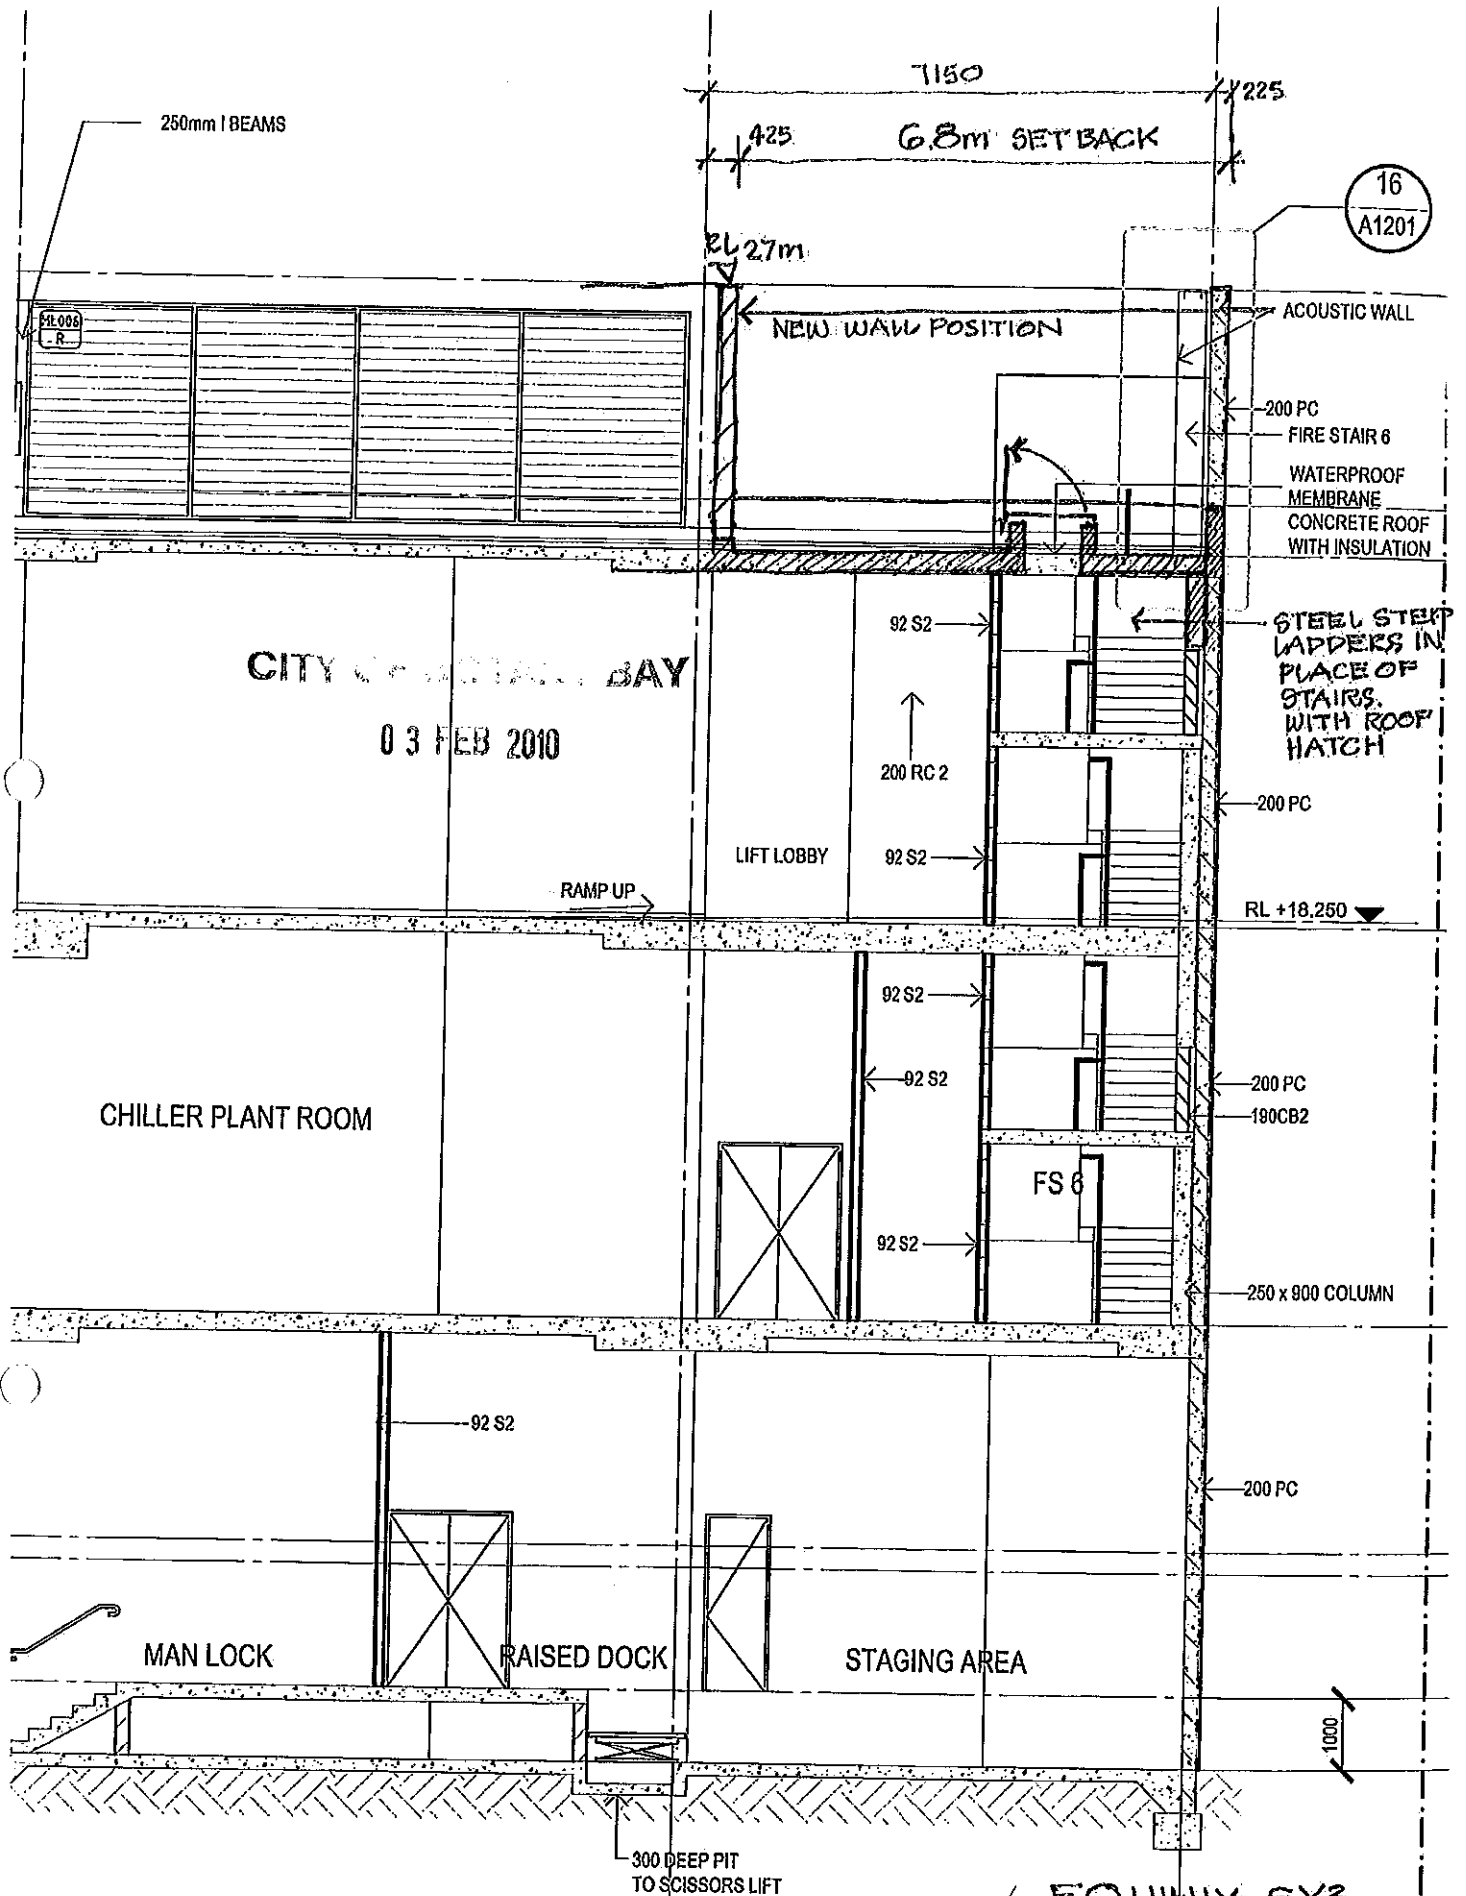 7150
225
250mm I BEAMS
425
6.8m SETBACK
16
A1201
RL 27m
NEW WALL POSITION
ACOUSTIC WALL
R
200 PC
FIRE STAIR 6
WATERPROOF
MEMBRANE
CONCRETE ROOF
WITH INSULATION
92 S2
STEEL STEP
LADDERS IN
PLACE OF
STAIRS.
WITH ROOF
HATCH
CITY BAY
03 FEB 2010
200 RC 2
200 PC
LIFT LOBBY
92 S2
RAMP UP
RL +18,250
92 S2
92 S2
200 PC
190CB2
CHILLER PLANT ROOM
FS 6
92 S2
250 x 900 COLUMN
92 S2
200 PC
MAN LOCK
RAISED DOCK
STAGING AREA
1000
300 DEEP PIT
TO SCISSORS LIFT